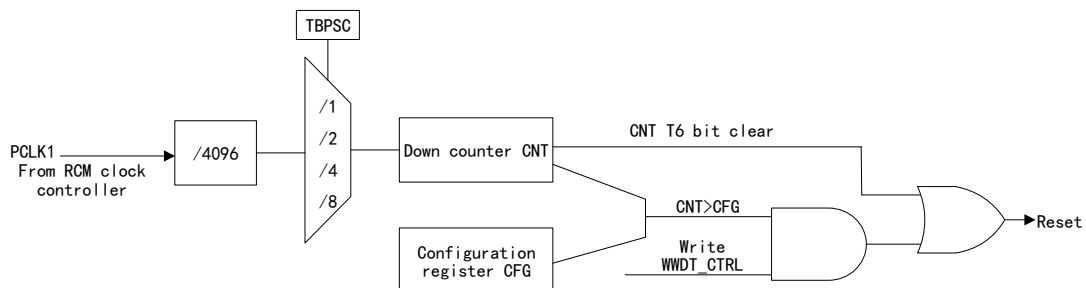 TBPSC
/1
/2
/4
/8
PCLK1
From RCM clock
controller
/4096
Down counter CNT
CNT T6 bit clear
CNT>CFG
Configuration
register CFG
Write
WWDT_CTRL
Reset